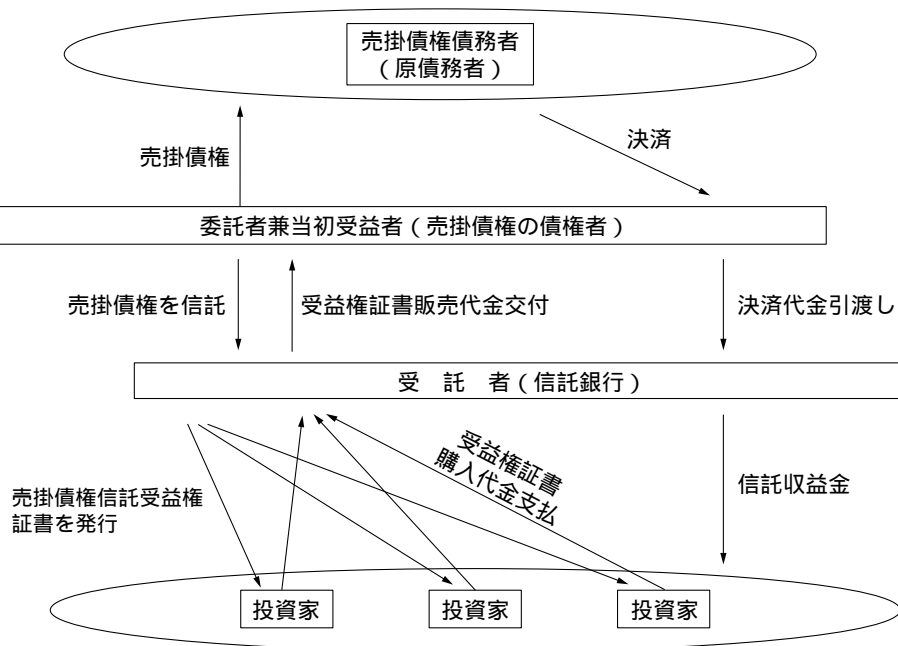 売掛債権債務者
（原債務者）
売掛債権
決済
委託者兼当初受益者（売掛債権の債権者）
売掛債権を信託
受益権証書販売代金交付
決済代金引渡し
受　託　者（信託銀行）
受益権証書
購入代金支払
売掛債権信託受益権
証書を発行
信託収益金
投資家
投資家
投資家